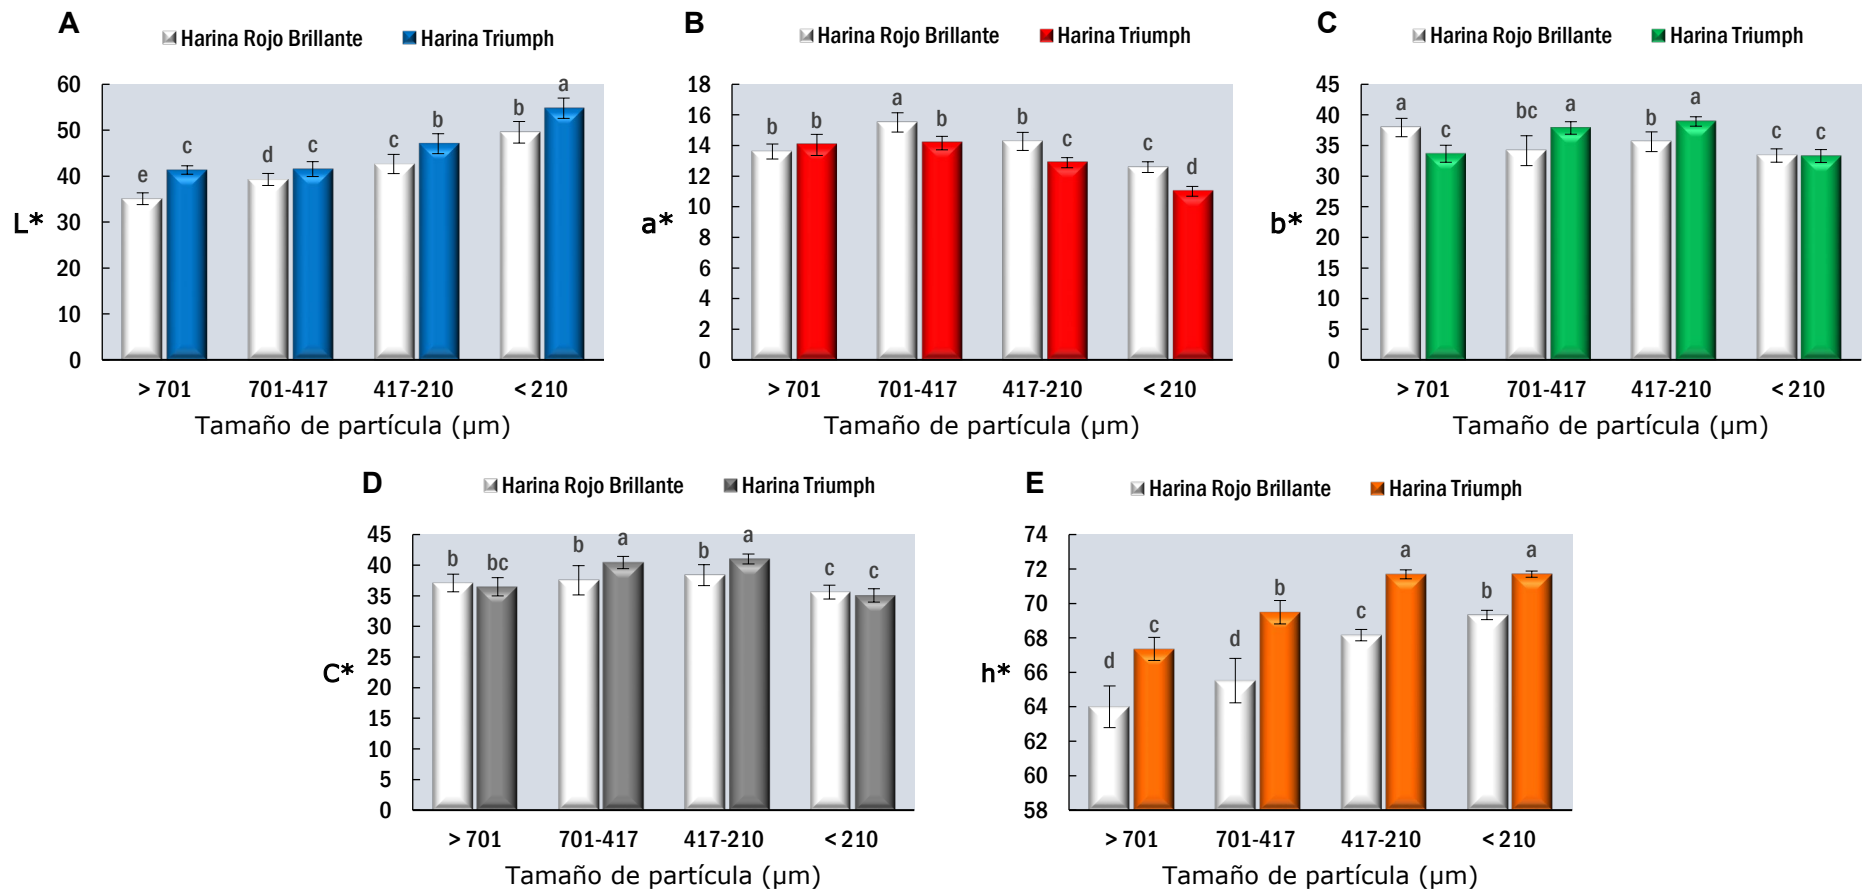 A
Harina Rojo Brillante Harina Triumph
60
50
40
30
20
10
0
L*
e c d c c b b a
> 701 701-417 417-210 < 210
Tamaño de partícula (µm)
B
Harina Rojo Brillante Harina Triumph
18
16
14
12
10
8
6
4
2
0
a*
b b a b b c c d
> 701 701-417 417-210 < 210
Tamaño de partícula (µm)
C
Harina Rojo Brillante Harina Triumph
45
40
35
30
25
20
15
10
5
0
b*
a c bc a b a c c
> 701 701-417 417-210 < 210
Tamaño de partícula (µm)
D
Harina Rojo Brillante Harina Triumph
45
40
35
30
25
20
15
10
5
0
C*
b bc b a b a c c
> 701 701-417 417-210 < 210
Tamaño de partícula (µm)
E
Harina Rojo Brillante Harina Triumph
74
72
70
68
66
64
62
60
58
h*
d c d b c a b a
> 701 701-417 417-210 < 210
Tamaño de partícula (µm)